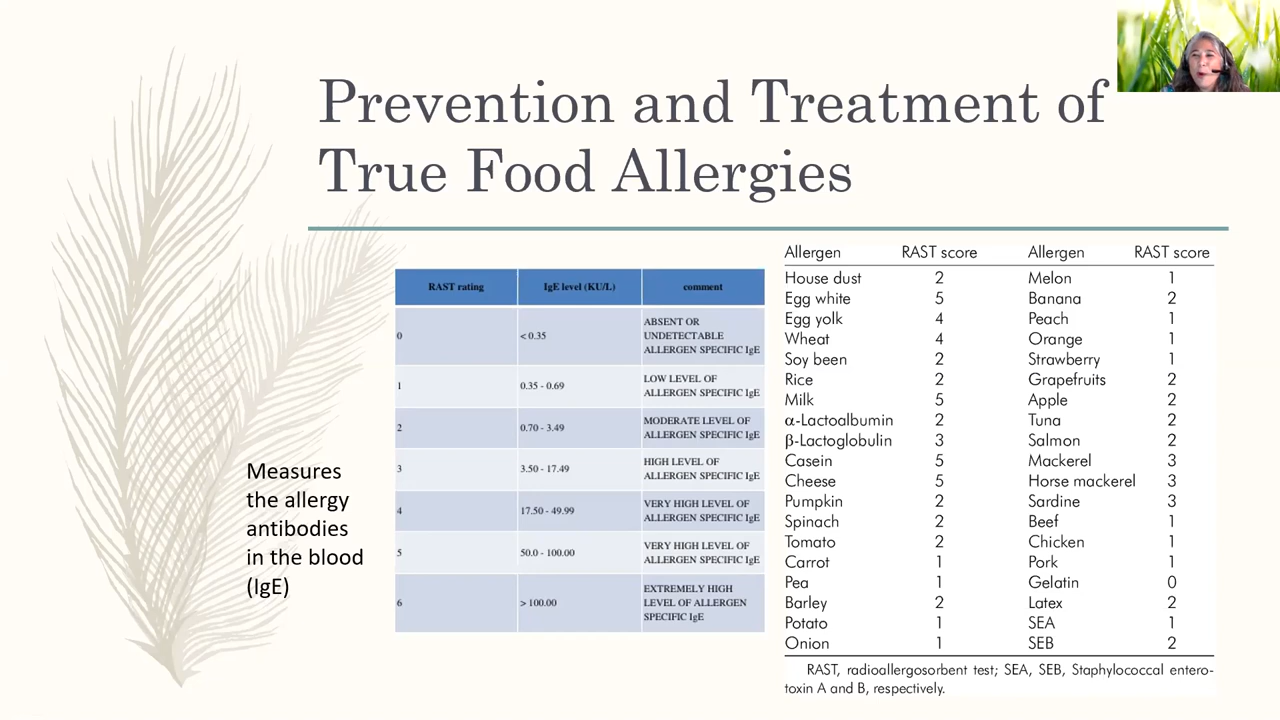 Prevention and Treatment of
True Food Allergies
Measures
the allergy
antibodies
in the blood
(IgE)
RAST rating IgE level (KU/L) comment
0 < 0.35 ABSENT OR
UNDETECTABLE
ALLERGEN SPECIFIC IgE
1 0.35 - 0.69 LOW LEVEL OF
ALLERGEN SPECIFIC IgE
2 0.70 - 3.49 MODERATE LEVEL OF
ALLERGEN SPECIFIC IgE
3 3.50 - 17.49 HIGH LEVEL OF
ALLERGEN SPECIFIC IgE
4 17.50 - 49.99 VERY HIGH LEVEL OF
ALLERGEN SPECIFIC IgE
5 50.0 - 100.00 VERY HIGH LEVEL OF
ALLERGEN SPECIFIC IgE
6 > 100.00 EXTREMELY HIGH
LEVEL OF ALLERGEN
SPECIFIC IgE
Allergen RAST score Allergen RAST score
House dust 2 Melon 1
Egg white 5 Banana 2
Egg yolk 4 Peach 1
Wheat 4 Orange 1
Soy been 2 Strawberry 1
Rice 2 Grapefruits 2
Milk 5 Apple 2
α-Lactoalbumin 2 Tuna 2
β-Lactoglobulin 3 Salmon 2
Casein 5 Mackerel 3
Cheese 5 Horse mackerel 3
Pumpkin 2 Sardine 3
Spinach 2 Beef 1
Tomato 2 Chicken 1
Carrot 1 Pork 1
Pea 1 Gelatin 0
Barley 2 Latex 2
Potato 1 SEA 1
Onion 1 SEB 2
RAST, radioallergosorbent test; SEA, SEB, Staphylococcal entero-
toxin A and B, respectively.